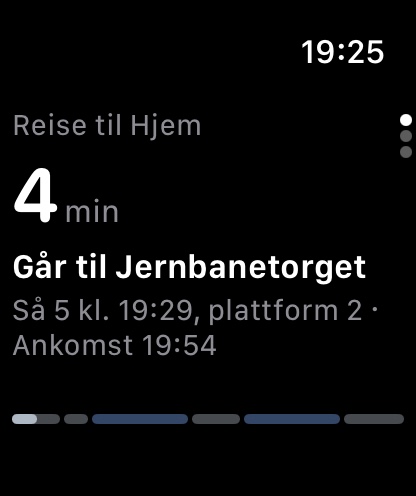 19:25
Reise til Hjem
4 min
Går til Jernbanetorget
Så 5 kl. 19:29, plattform 2 ·
Ankomst 19:54